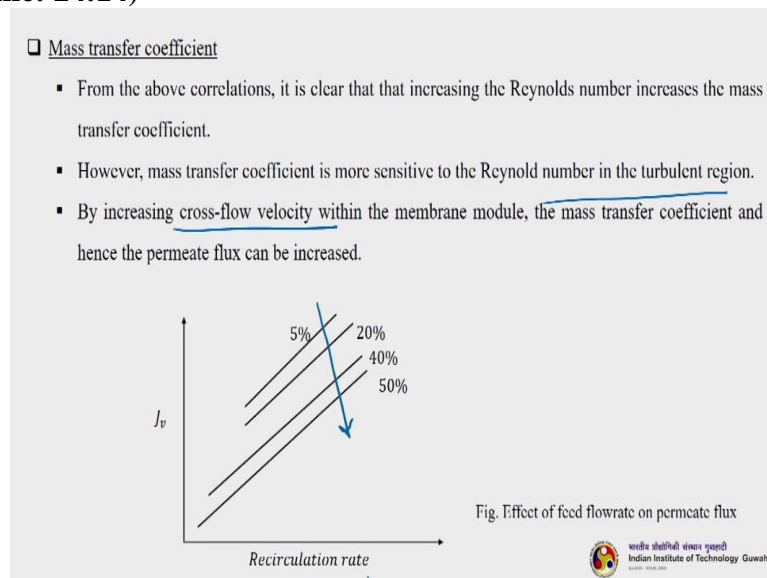 Mass transfer coefficient
From the above correlations, it is clear that that increasing the Reynolds number increases the mass
transfer coefficient.
However, mass transfer coefficient is more sensitive to the Reynold number in the turbulent region.
By increasing cross-flow velocity within the membrane module, the mass transfer coefficient and
hence the permeate flux can be increased.
5%
20%
40%
50%
Jv
Fig. Effect of feed flowrate on permeate flux
Recirculation rate
भारतीय प्रौद्योगिकी संस्थान गुवाहाटी
Indian Institute of Technology Guwah